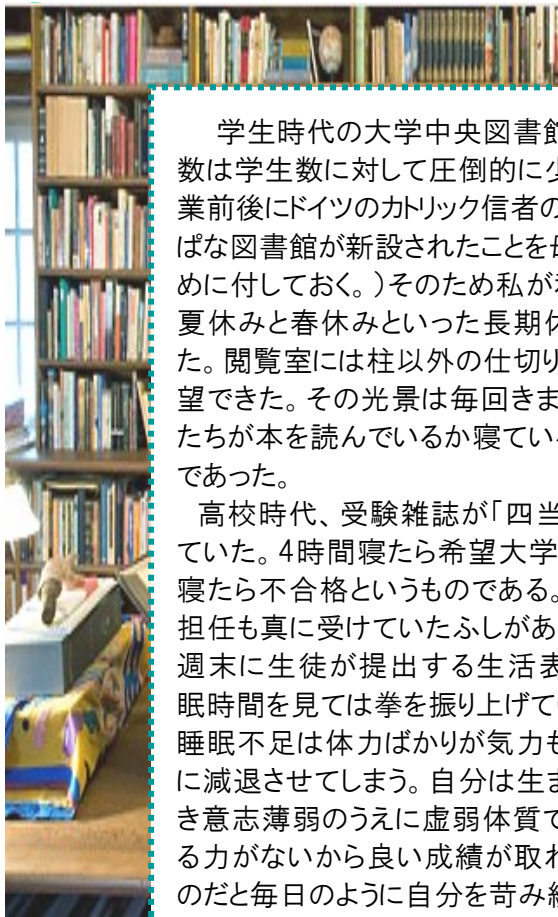 学生時代の大学中央図書館
数は学生数に対して圧倒的に少
業前後にドイツのカトリック信者の
ぱな図書館が新設されたことを
めに付しておく。)そのため私が
夏休みと春休みといった長期休
た。閲覧室には柱以外の仕切り
望できた。その光景は毎回きま
たちが本を読んでいるか寝てい
であった。
高校時代、受験雑誌が「四当
ていた。4時間寝たら希望大学
寝たら不合格というものである。
担任も真に受けていたふしがあ
週末に生徒が提出する生活表
眠時間を見ては拳を振り上げて
睡眠不足は体力ばかりが気力も
に減退させてしまう。自分は生ま
き意志薄弱のうえに虚弱体質で
る力がないから良い成績が取れ
のだと毎日のように自分を苛み